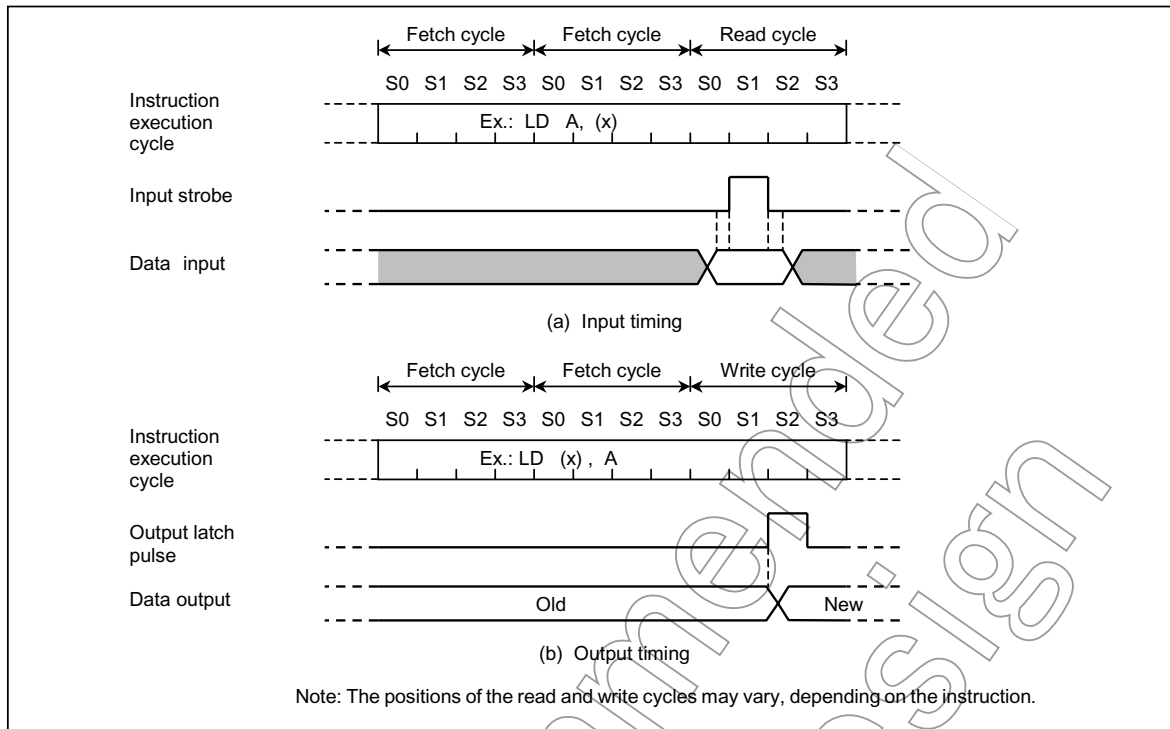 Fetch cycle Fetch cycle Read cycle
S0 S1 S2 S3 S0 S1 S2 S3 S0 S1 S2 S3
Instruction
execution
cycle
Ex.: LD A, (x)
Input strobe
Data input
(a) Input timing
Fetch cycle Fetch cycle Write cycle
S0 S1 S2 S3 S0 S1 S2 S3 S0 S1 S2 S3
Instruction
execution
cycle
Ex.: LD (x) , A
Output latch
pulse
Data output
Old
New
(b) Output timing
Note: The positions of the read and write cycles may vary, depending on the instruction.